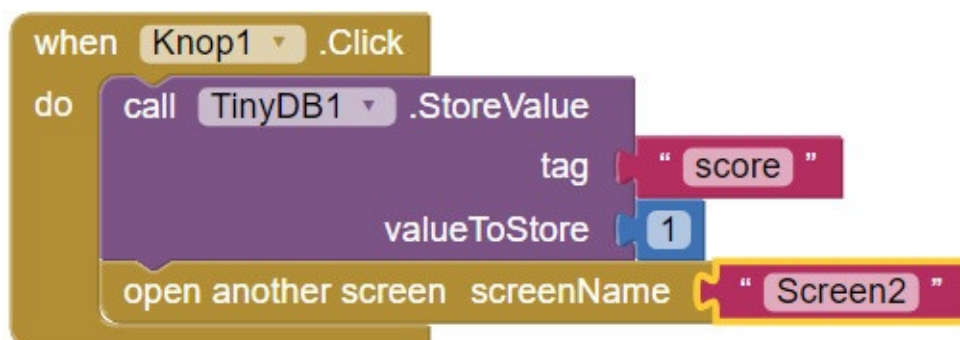 when Knop1 .Click
do call TinyDB1 .StoreValue
tag "score"
valueToStore 1
open another screen screenName "Screen2"